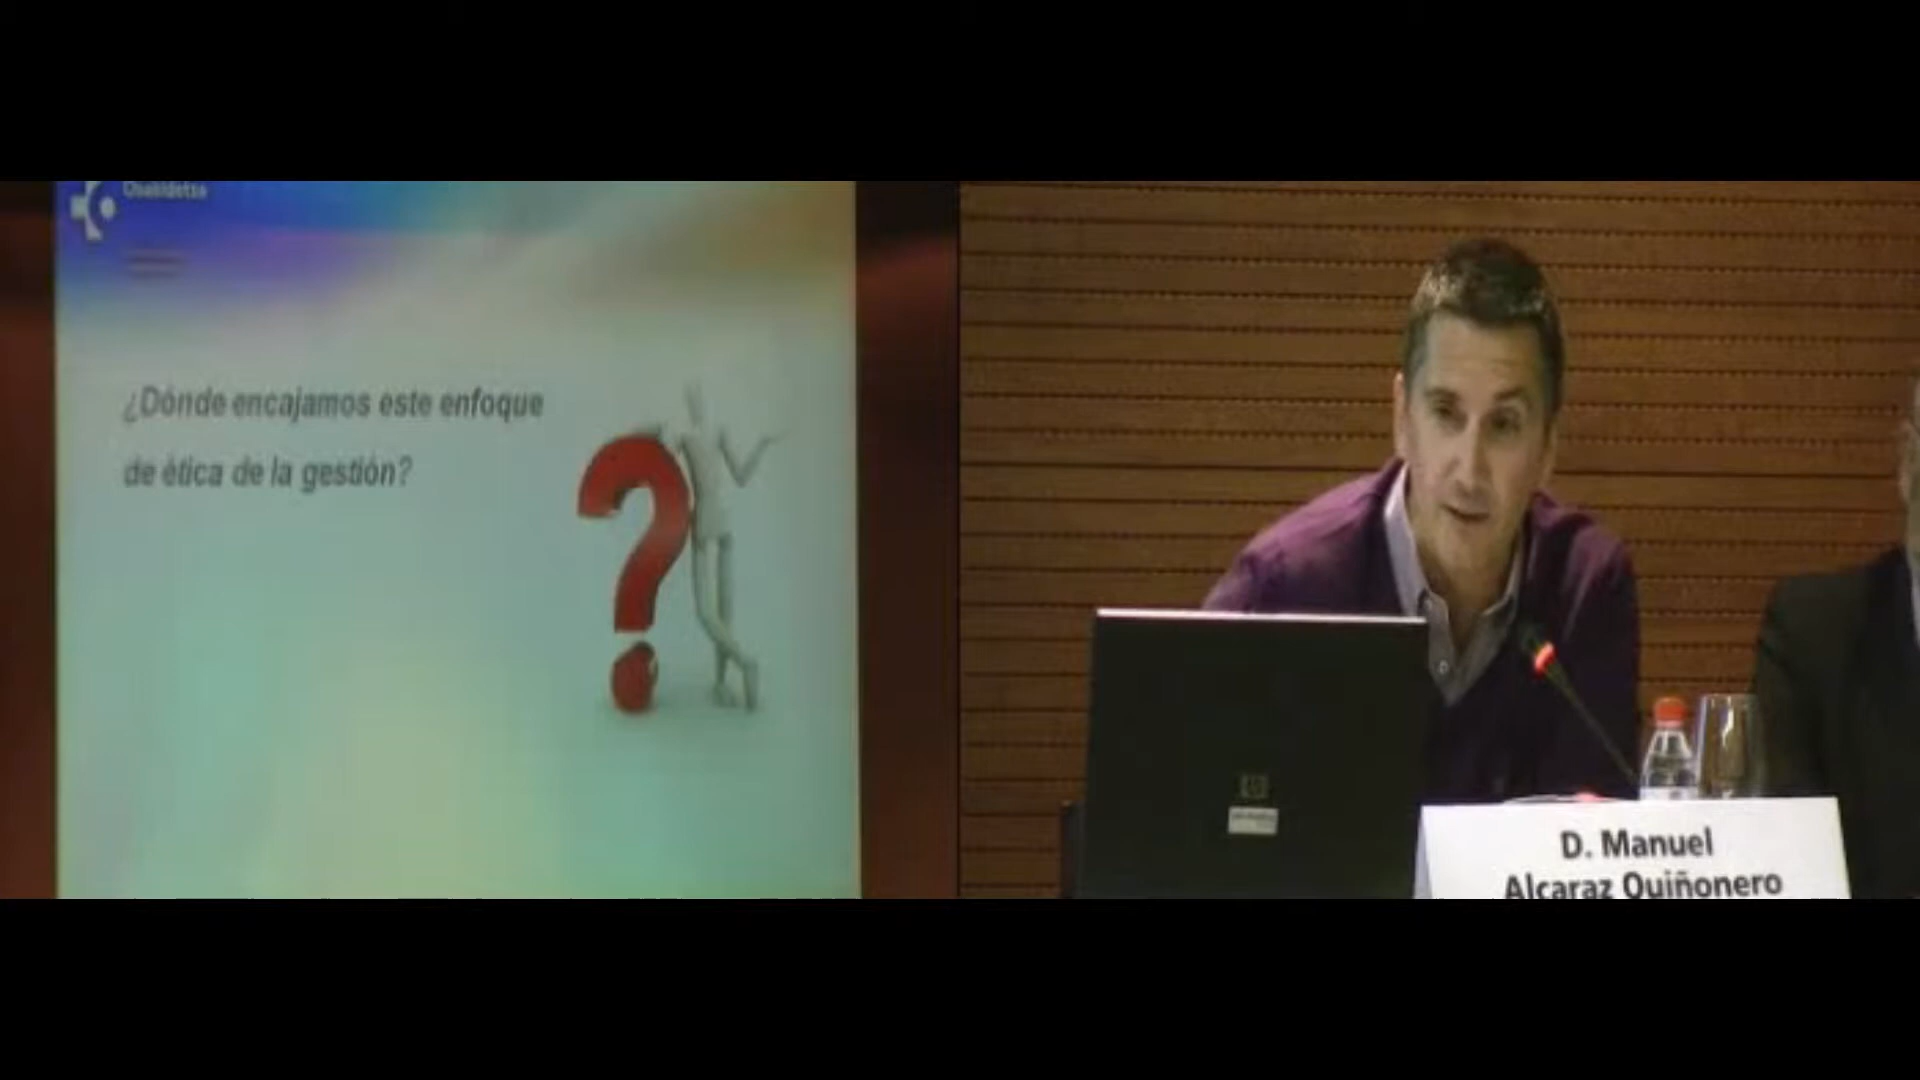 Osakidetza
¿Dónde encajamos este enfoque
de ética de la gestión?
D. Manuel
Alcaraz Quiñonero